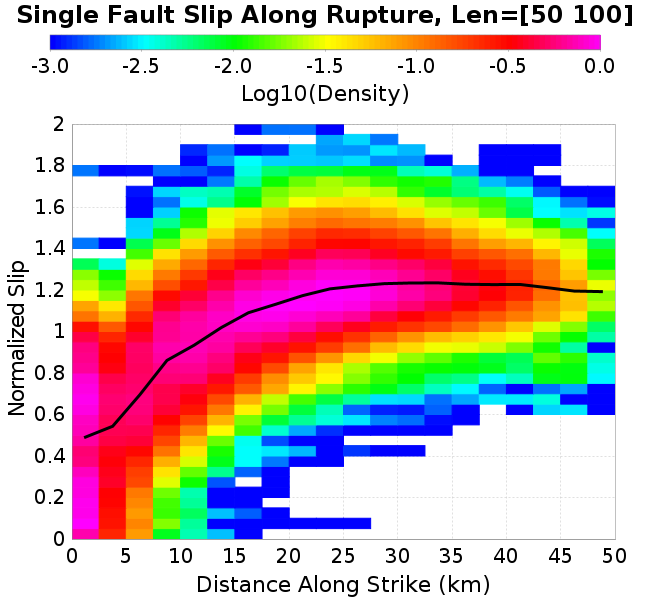 Single Fault Slip Along Rupture, Len=[50 100]
-3.0 -2.5 -2.0 -1.5 -1.0 -0.5 0.0
Log10(Density)
2
1.8
1.6
1.4
1.2
1
0.8
0.6
0.4
0.2
0
Normalized Slip
0 5 10 15 20 25 30 35 40 45 50
Distance Along Strike (km)